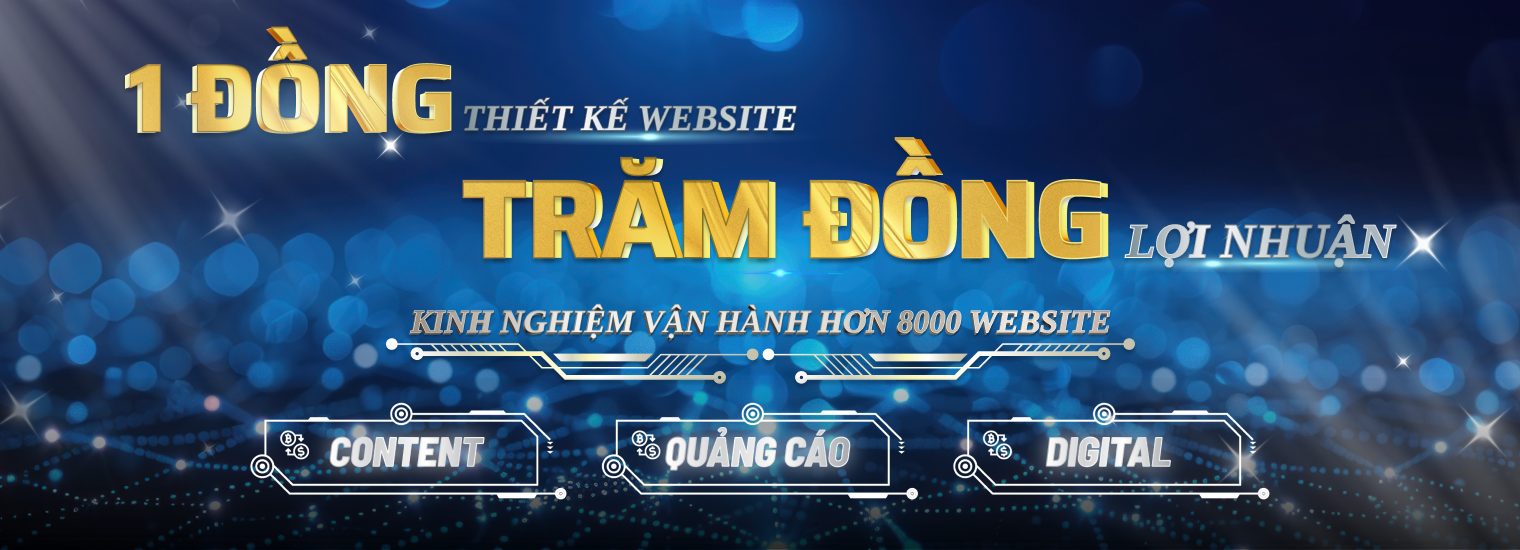 1 ĐỒNG THIẾT KẾ WEBSITE
TRĂM ĐỒNG LỢI NHUẬN
KINH NGHIỆM VẬN HÀNH HƠN 8000 WEBSITE
CONTENT
QUẢNG CÁO
DIGITAL